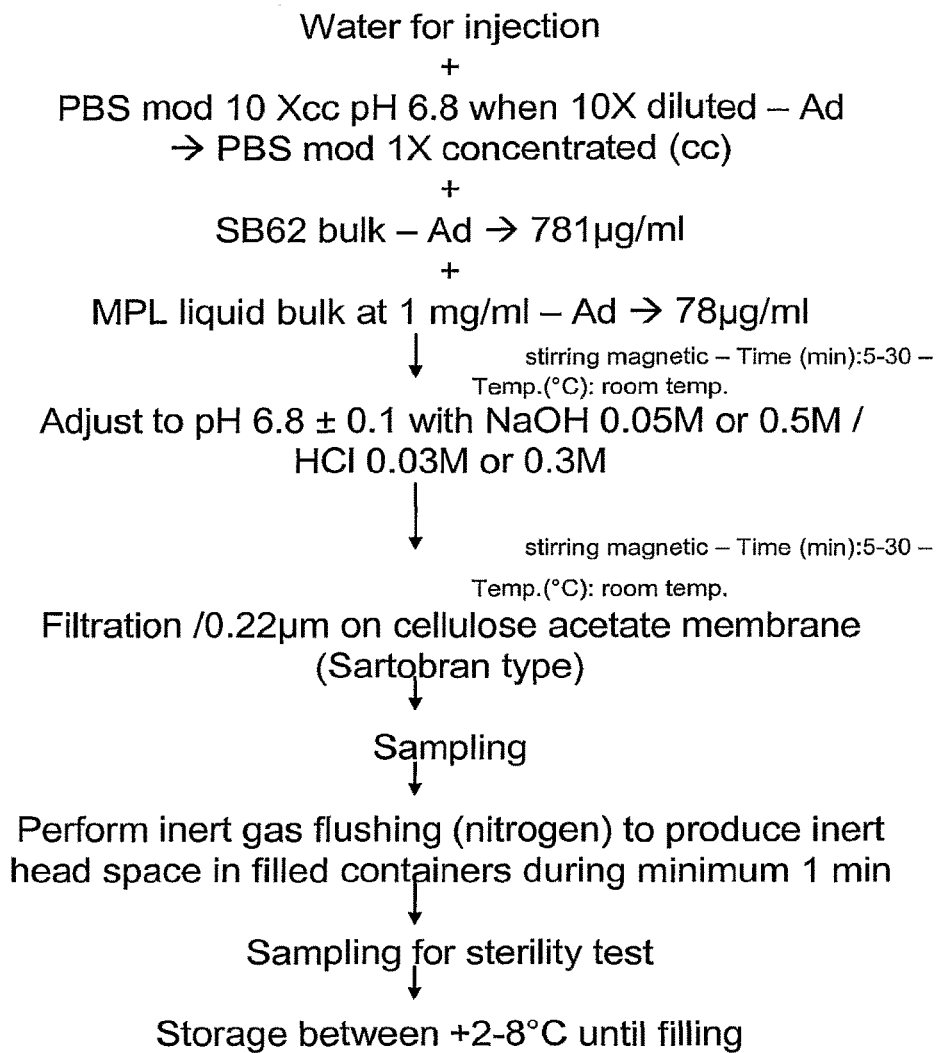 Water for injection
+
PBS mod 10 Xcc pH 6.8 when 10X diluted – Ad
→ PBS mod 1X concentrated (cc)
+
SB62 bulk – Ad → 781µg/ml
+
MPL liquid bulk at 1 mg/ml – Ad → 78µg/ml
stirring magnetic – Time (min):5-30 –
Temp.(°C): room temp.
Adjust to pH 6.8 ± 0.1 with NaOH 0.05M or 0.5M /
HCl 0.03M or 0.3M
stirring magnetic – Time (min):5-30 –
Temp.(°C): room temp.
Filtration /0.22µm on cellulose acetate membrane
(Sartobran type)
Sampling
Perform inert gas flushing (nitrogen) to produce inert
head space in filled containers during minimum 1 min
Sampling for sterility test
Storage between +2-8°C until filling